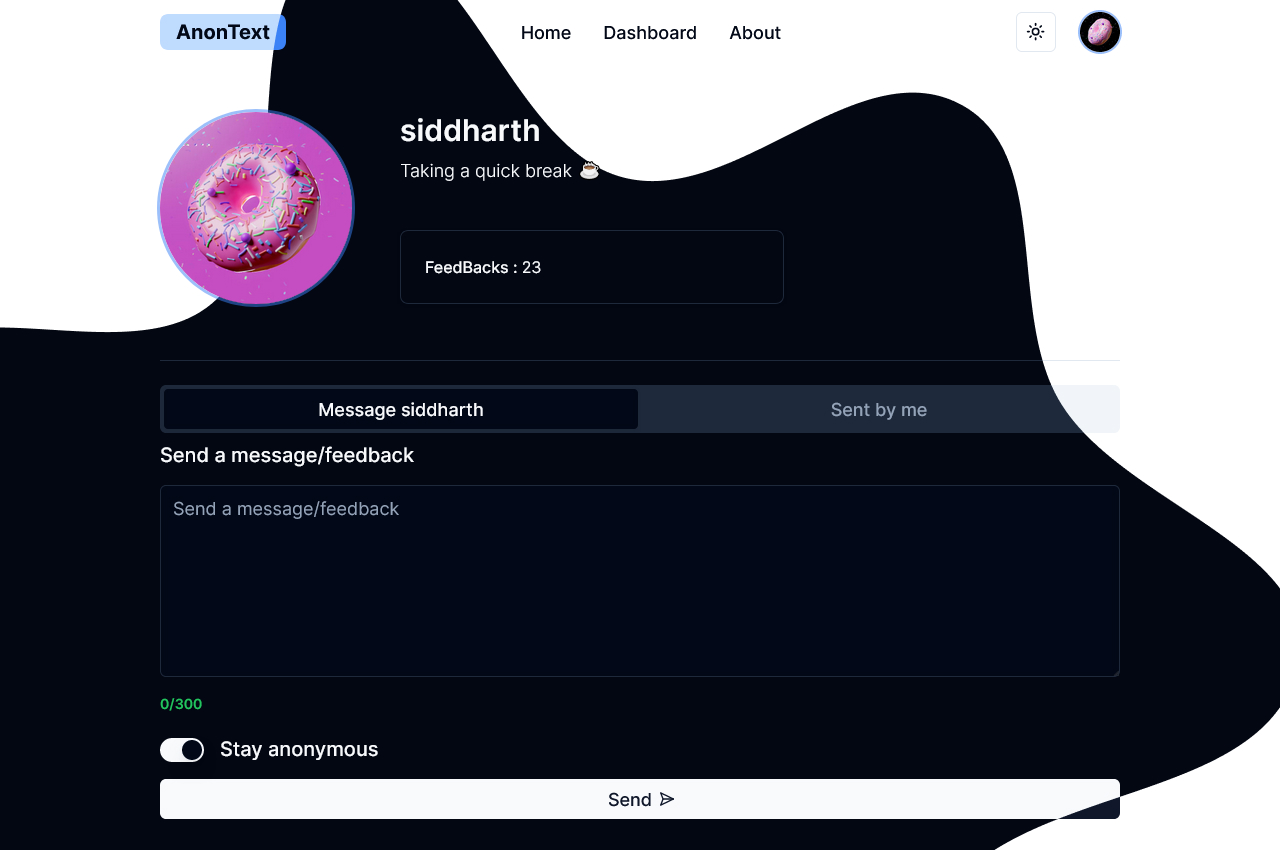 AnonText
Home Dashboard About
siddharth
Taking a quick break ☕
FeedBacks : 23
Message siddharth Sent by me
Send a message/feedback
Send a message/feedback
0/300
Stay anonymous
Send